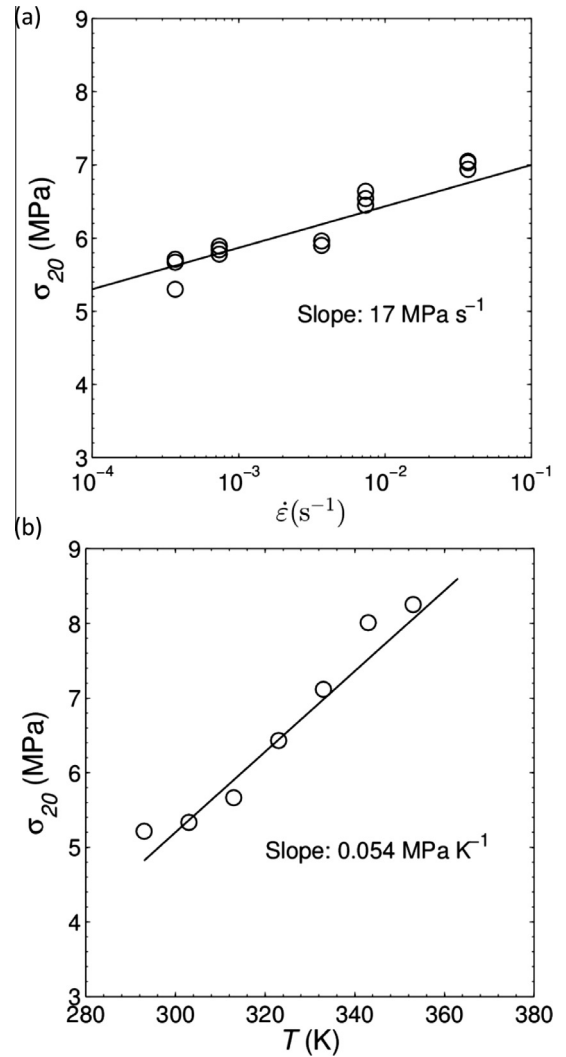 (a)
9
8
7
6
5
4
3
σ20 (MPa)
Slope: 17 MPa s−1
10−4 10−3 10−2 10−1
ε̇(s−1)
(b)
9
8
7
6
5
4
3
σ20 (MPa)
Slope: 0.054 MPa K−1
280 300 320 340 360 380
T (K)